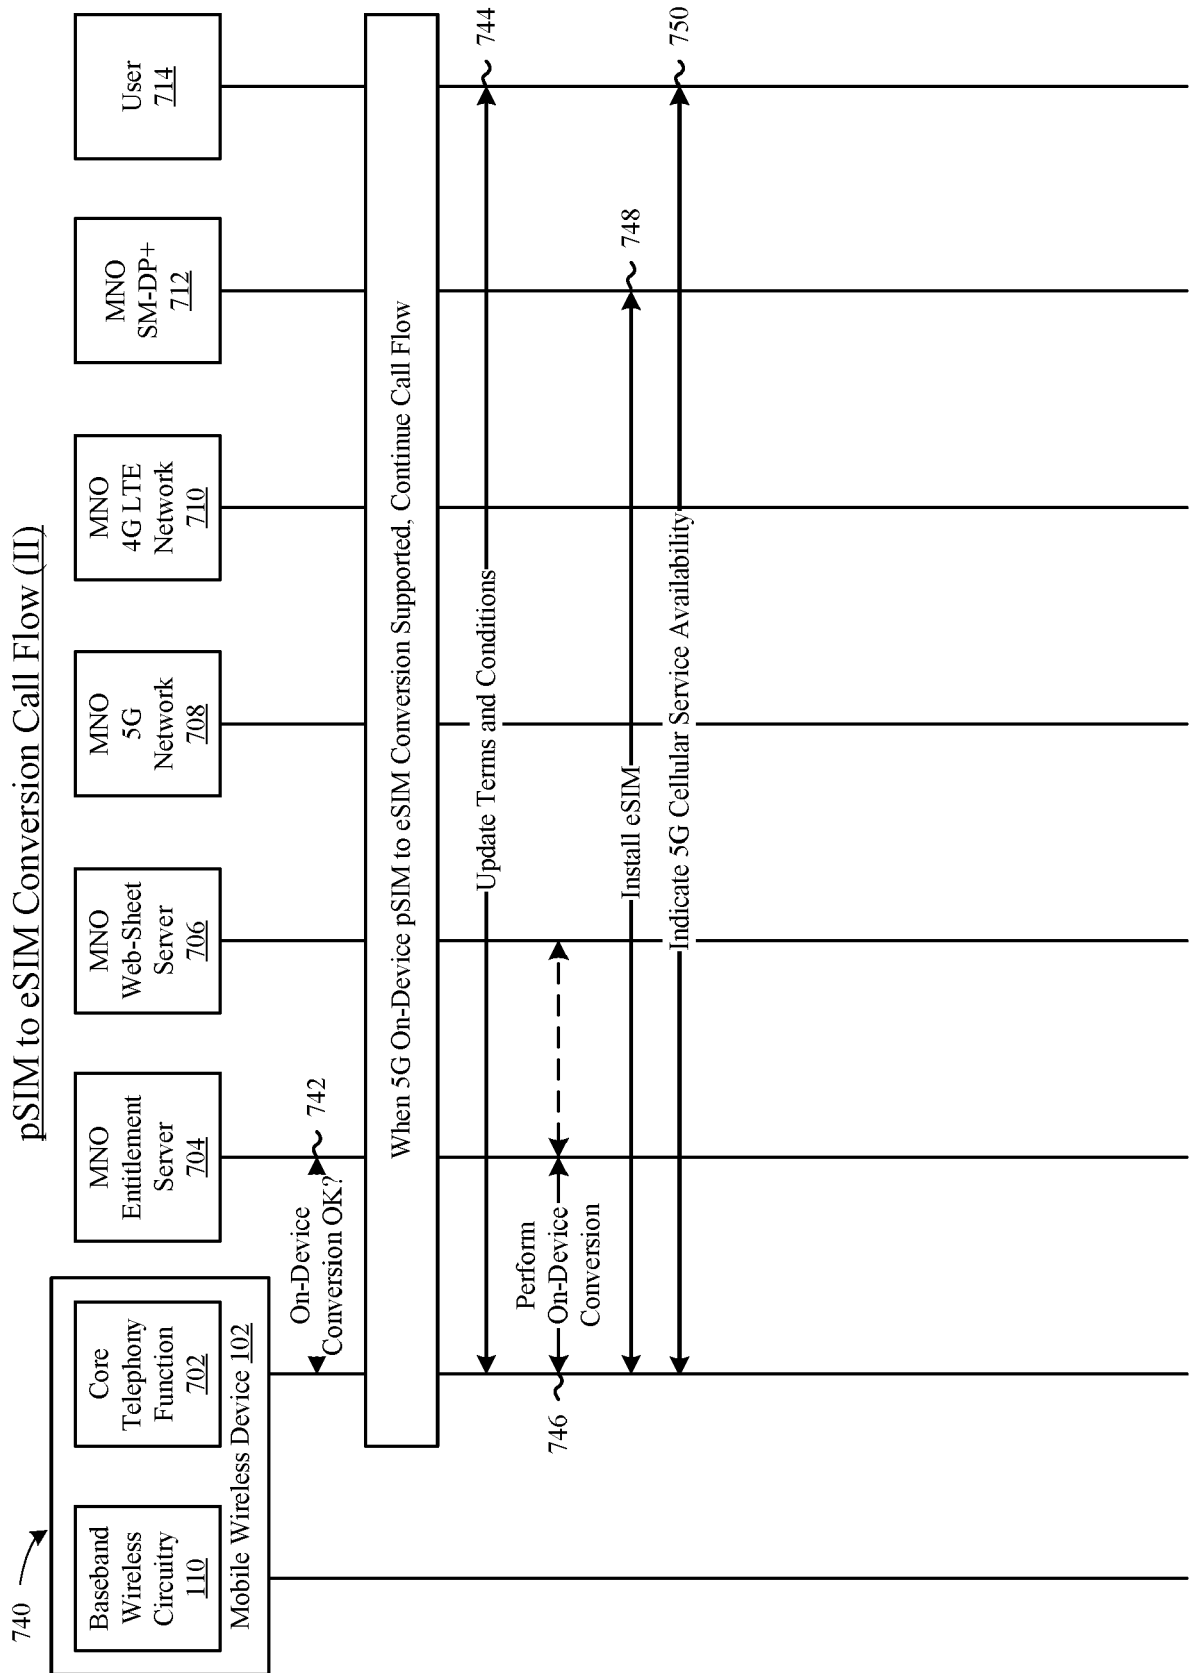 pSIM to eSIM Conversion Call Flow (II)
740
Baseband
Wireless
Circuitry
110
Core
Telephony
Function
702
Mobile Wireless Device 102
MNO
Entitlement
Server
704
MNO
Web-Sheet
Server
706
MNO
5G
Network
708
MNO
4G LTE
Network
710
MNO
SM-DP+
712
User
714
On-Device
Conversion OK?
742
When 5G On-Device pSIM to eSIM Conversion Supported, Continue Call Flow
Update Terms and Conditions
744
Perform
On-Device
Conversion
746
Install eSIM
748
Indicate 5G Cellular Service Availability
750